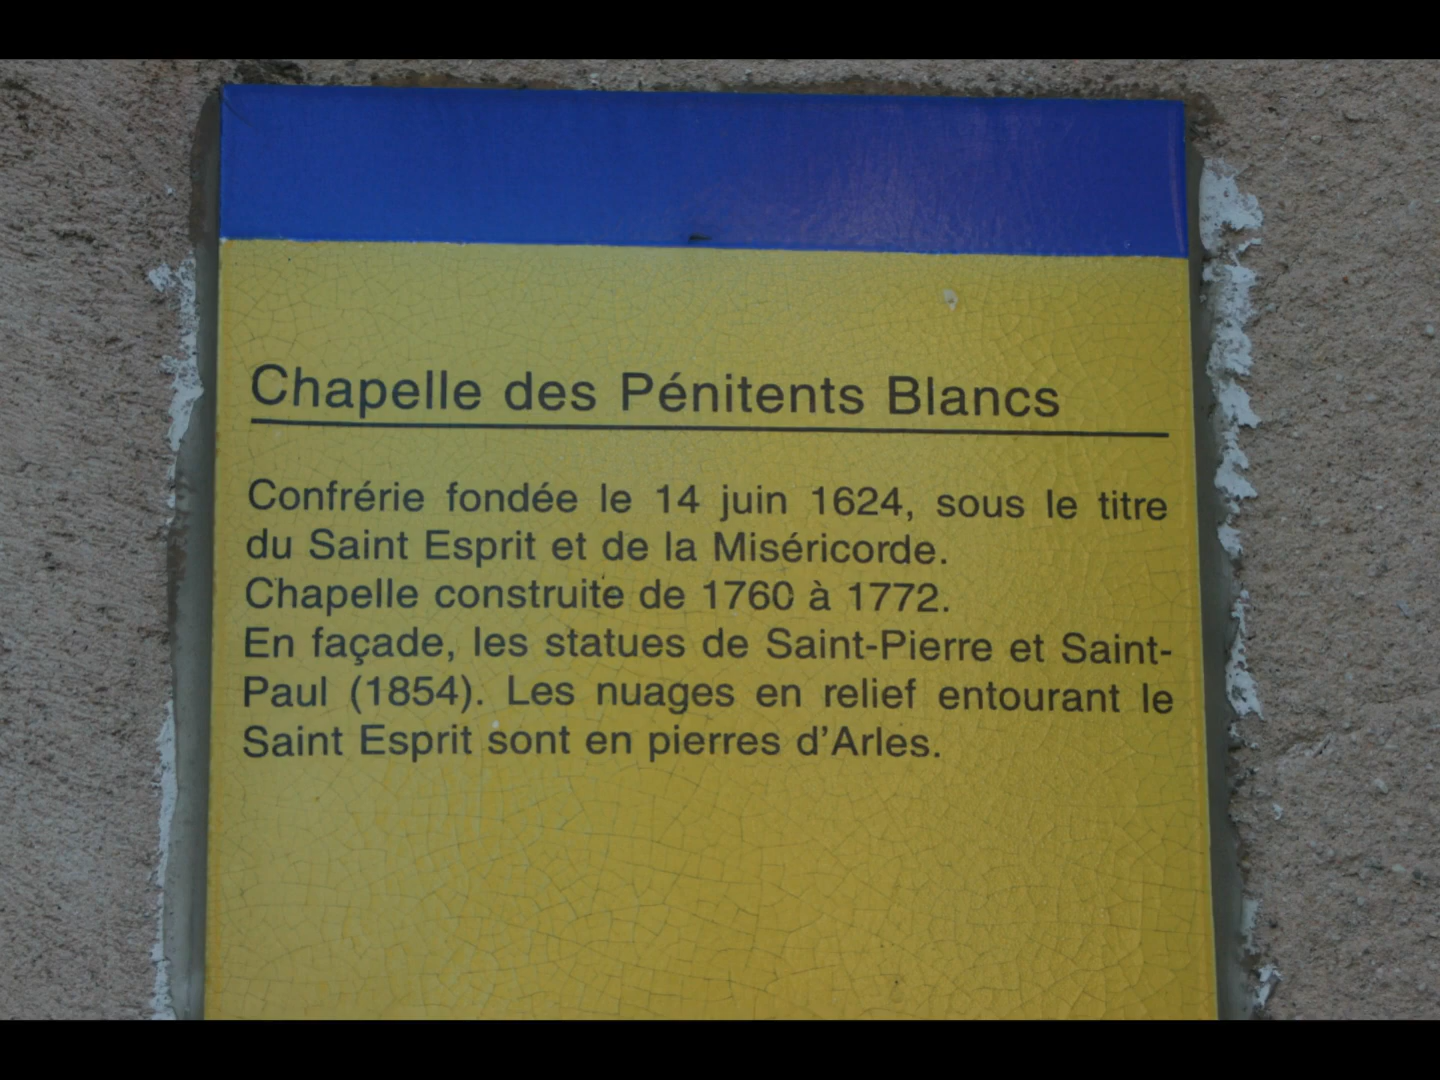 Chapelle des Pénitents Blancs
Confrérie fondée le 14 juin 1624, sous le titre
du Saint Esprit et de la Miséricorde.
Chapelle construite de 1760 à 1772.
En façade, les statues de Saint-Pierre et Saint-
Paul (1854). Les nuages en relief entourant le
Saint Esprit sont en pierres d'Arles.